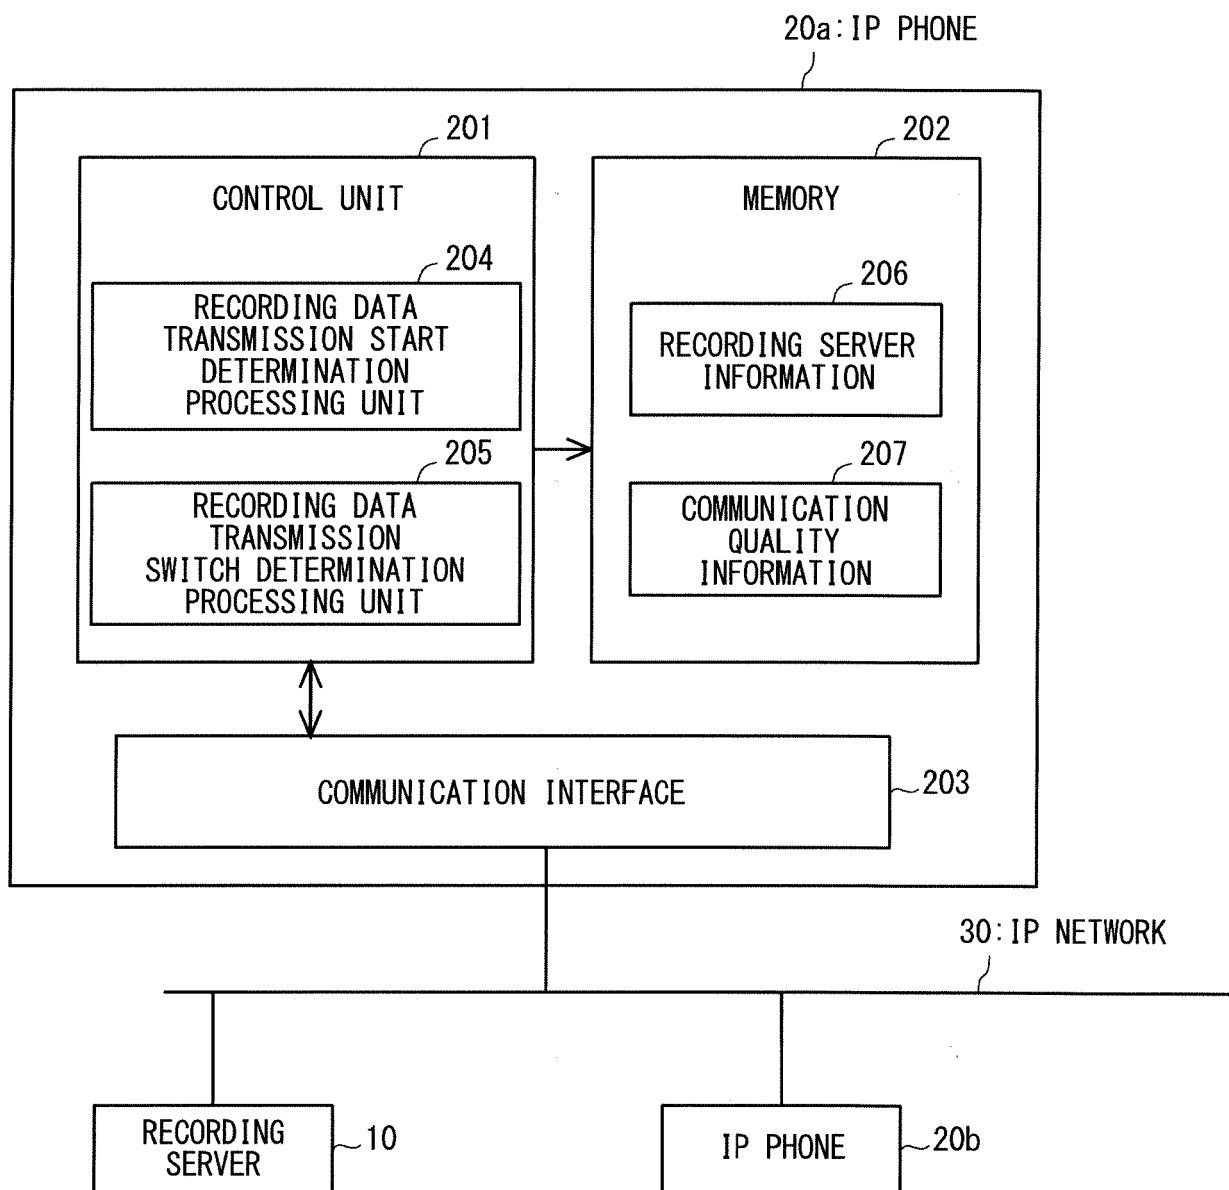 20a:IP PHONE
201
202
CONTROL UNIT
MEMORY
204
RECORDING DATA
TRANSMISSION START
DETERMINATION
PROCESSING UNIT
206
RECORDING SERVER
INFORMATION
205
RECORDING DATA
TRANSMISSION
SWITCH DETERMINATION
PROCESSING UNIT
207
COMMUNICATION
QUALITY
INFORMATION
COMMUNICATION INTERFACE
203
30:IP NETWORK
RECORDING
SERVER
10
IP PHONE
20b